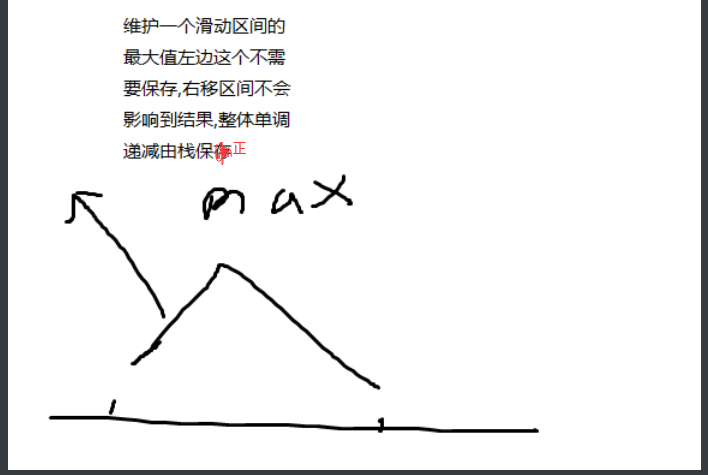 维护一个滑动区间的
最大值左边这个不需
要保存,右移区间不会
影响到结果,整体单调
递减由栈保存正
max